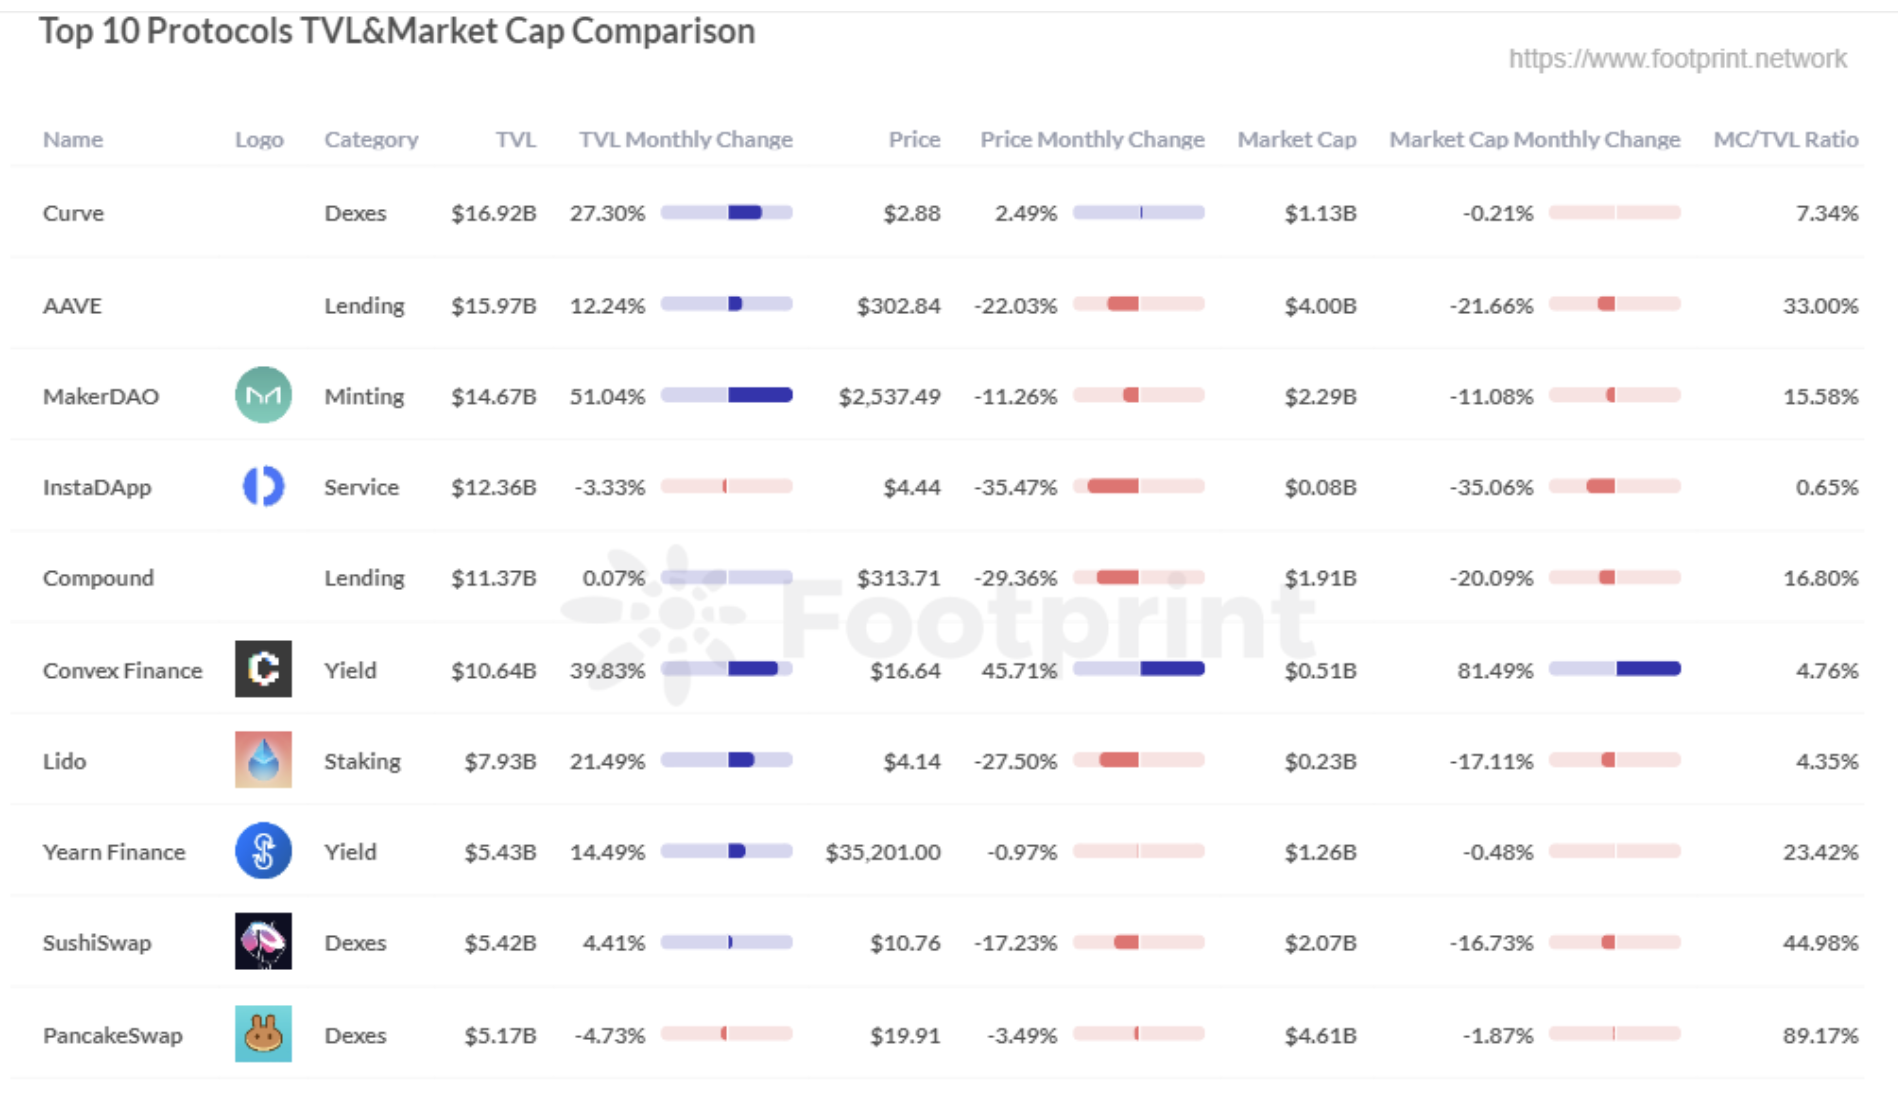 Top 10 Protocols TVL&Market Cap Comparison
https://www.footprint.network
Name Logo Category TVL TVL Monthly Change Price Price Monthly Change Market Cap Market Cap Monthly Change MC/TVL Ratio
Curve Dexes $16.92B 27.30% $2.88 2.49% $1.13B -0.21% 7.34%
AAVE Lending $15.97B 12.24% $302.84 -22.03% $4.00B -21.66% 33.00%
MakerDAO Minting $14.67B 51.04% $2,537.49 -11.26% $2.29B -11.08% 15.58%
InstaDApp Service $12.36B -3.33% $4.44 -35.47% $0.08B -35.06% 0.65%
Compound Lending $11.37B 0.07% $313.71 -29.36% $1.91B -20.09% 16.80%
Footprint
Convex Finance Yield $10.64B 39.83% $16.64 45.71% $0.51B 81.49% 4.76%
Lido Staking $7.93B 21.49% $4.14 -27.50% $0.23B -17.11% 4.35%
Yearn Finance Yield $5.43B 14.49% $35,201.00 -0.97% $1.26B -0.48% 23.42%
SushiSwap Dexes $5.42B 4.41% $10.76 -17.23% $2.07B -16.73% 44.98%
PancakeSwap Dexes $5.17B -4.73% $19.91 -3.49% $4.61B -1.87% 89.17%